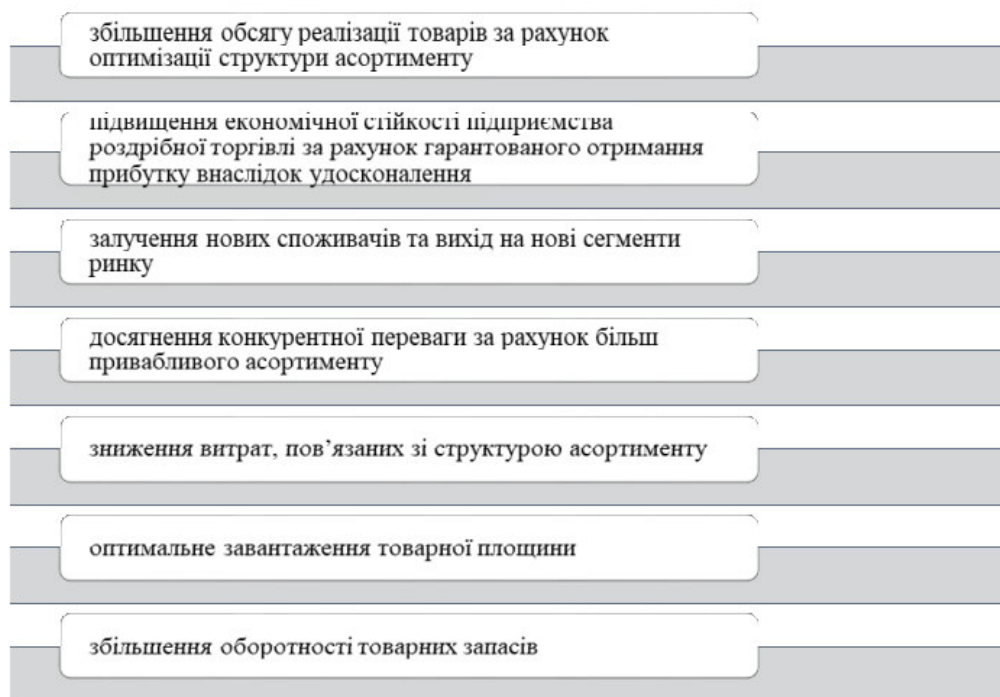 збільшення обсягу реалізації товарів за рахунок
оптимізації структури асортименту
підвищення економічної стійкості підприємства
роздрібної торгівлі за рахунок гарантованого отримання
прибутку внаслідок удосконалення
залучення нових споживачів та вихід на нові сегменти
ринку
досягнення конкурентної переваги за рахунок більш
привабливого асортименту
зниження витрат, пов’язаних зі структурою асортименту
оптимальне завантаження товарної площини
збільшення оборотності товарних запасів